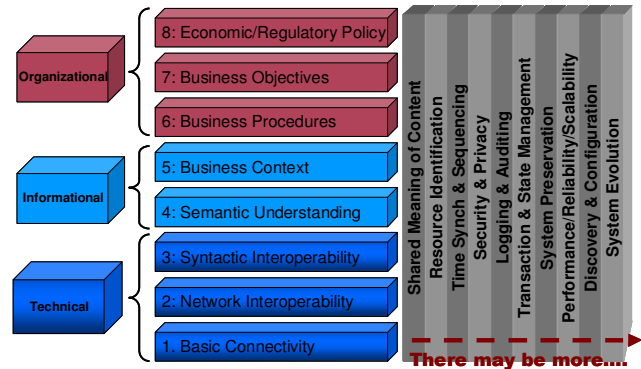 Organizational
8: Economic/Regulatory Policy
7: Business Objectives
6: Business Procedures
Informational
5: Business Context
4: Semantic Understanding
Technical
3: Syntactic Interoperability
2: Network Interoperability
1. Basic Connectivity
Shared Meaning of Content
Resource Identification
Time Synch & Sequencing
Security & Privacy
Logging & Auditing
Transaction & State Management
System Preservation
Performance/Reliability/Scalability
Discovery & Configuration
System Evolution
There may be more....